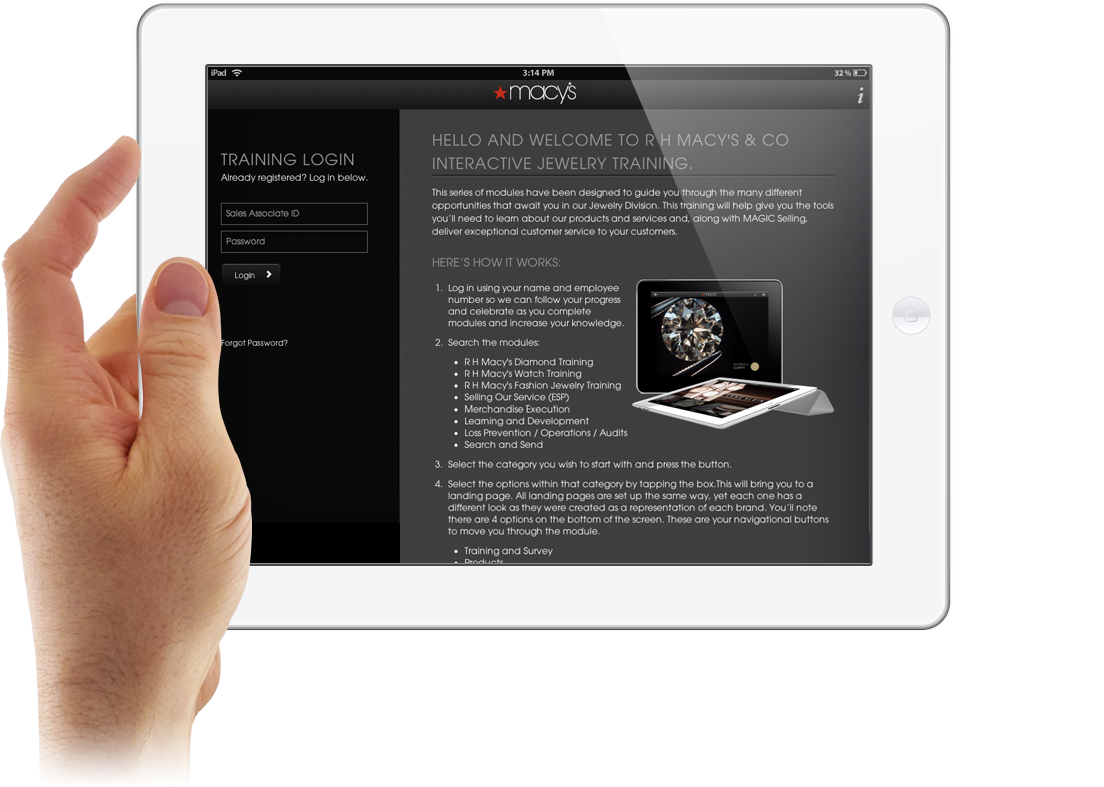 iPad 3:14 PM 32%
macy's
i
TRAINING LOGIN
Already registered? Log in below.
Sales Associate ID
Password
Login
Forgot Password?
HELLO AND WELCOME TO R H MACY'S & CO
INTERACTIVE JEWELRY TRAINING.
This series of modules have been designed to guide you through the many different
opportunities that await you in our Jewelry Division. This training will help give you the tools
you'll need to learn about our products and services and, along with MAGIC Selling,
deliver exceptional customer service to your customers.
HERE'S HOW IT WORKS:
1. Log in using your name and employee
number so we can follow your progress
and celebrate as you complete
modules and increase your knowledge.
2. Search the modules:
• R H Macy's Diamond Training
• R H Macy's Watch Training
• R H Macy's Fashion Jewelry Training
• Selling Our Service (ESP)
• Merchandise Execution
• Learning and Development
• Loss Prevention / Operations / Audits
• Search and Send
3. Select the category you wish to start with and press the button.
4. Select the options within that category by tapping the box.This will bring you to a
landing page. All landing pages are set up the same way, yet each one has a
different look as they were created as a representation of each brand. You'll note
there are 4 options on the bottom of the screen. These are your navigational buttons
to move you through the module.
• Training and Survey
• Products